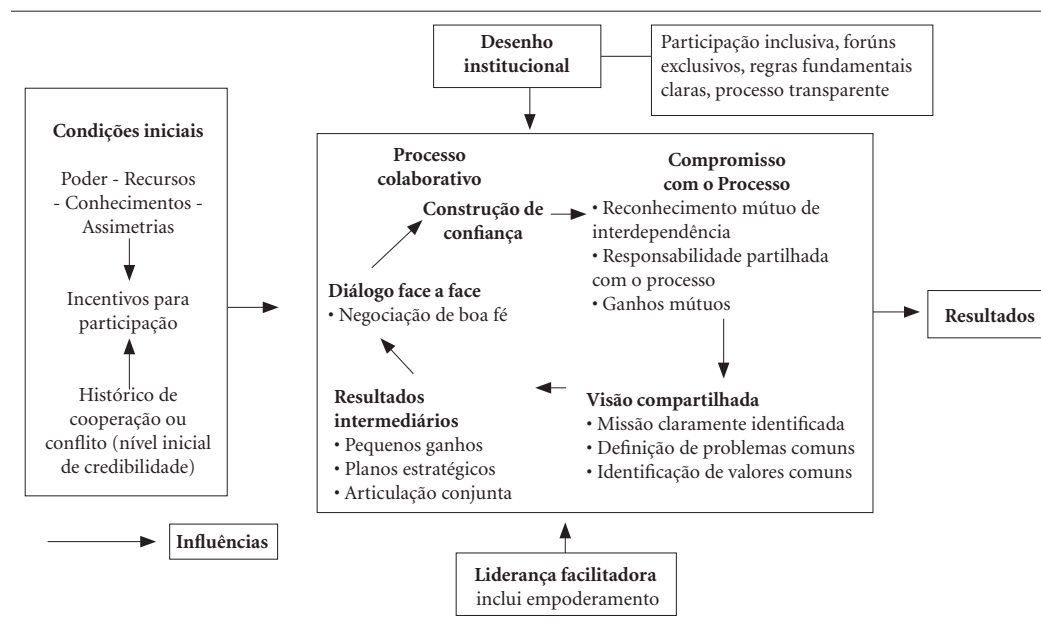 Desenho
institucional
Participação inclusiva, forúns
exclusivos, regras fundamentais
claras, processo transparente
Condições iniciais
Poder - Recursos
- Conhecimentos -
Assimetrias
Incentivos para
participação
Histórico de
cooperação ou
conflito (nível inicial
de credibilidade)
Processo
colaborativo
Construção de
confiança
Compromisso
com o Processo
• Reconhecimento mútuo de
interdependência
• Responsabilidade partilhada
com o processo
• Ganhos mútuos
Diálogo face a face
• Negociação de boa fé
Resultados
intermediários
• Pequenos ganhos
• Planos estratégicos
• Articulação conjunta
Visão compartilhada
• Missão claramente identificada
• Definição de problemas comuns
• Identificação de valores comuns
Resultados
Influências
Liderança facilitadora
inclui empoderamento